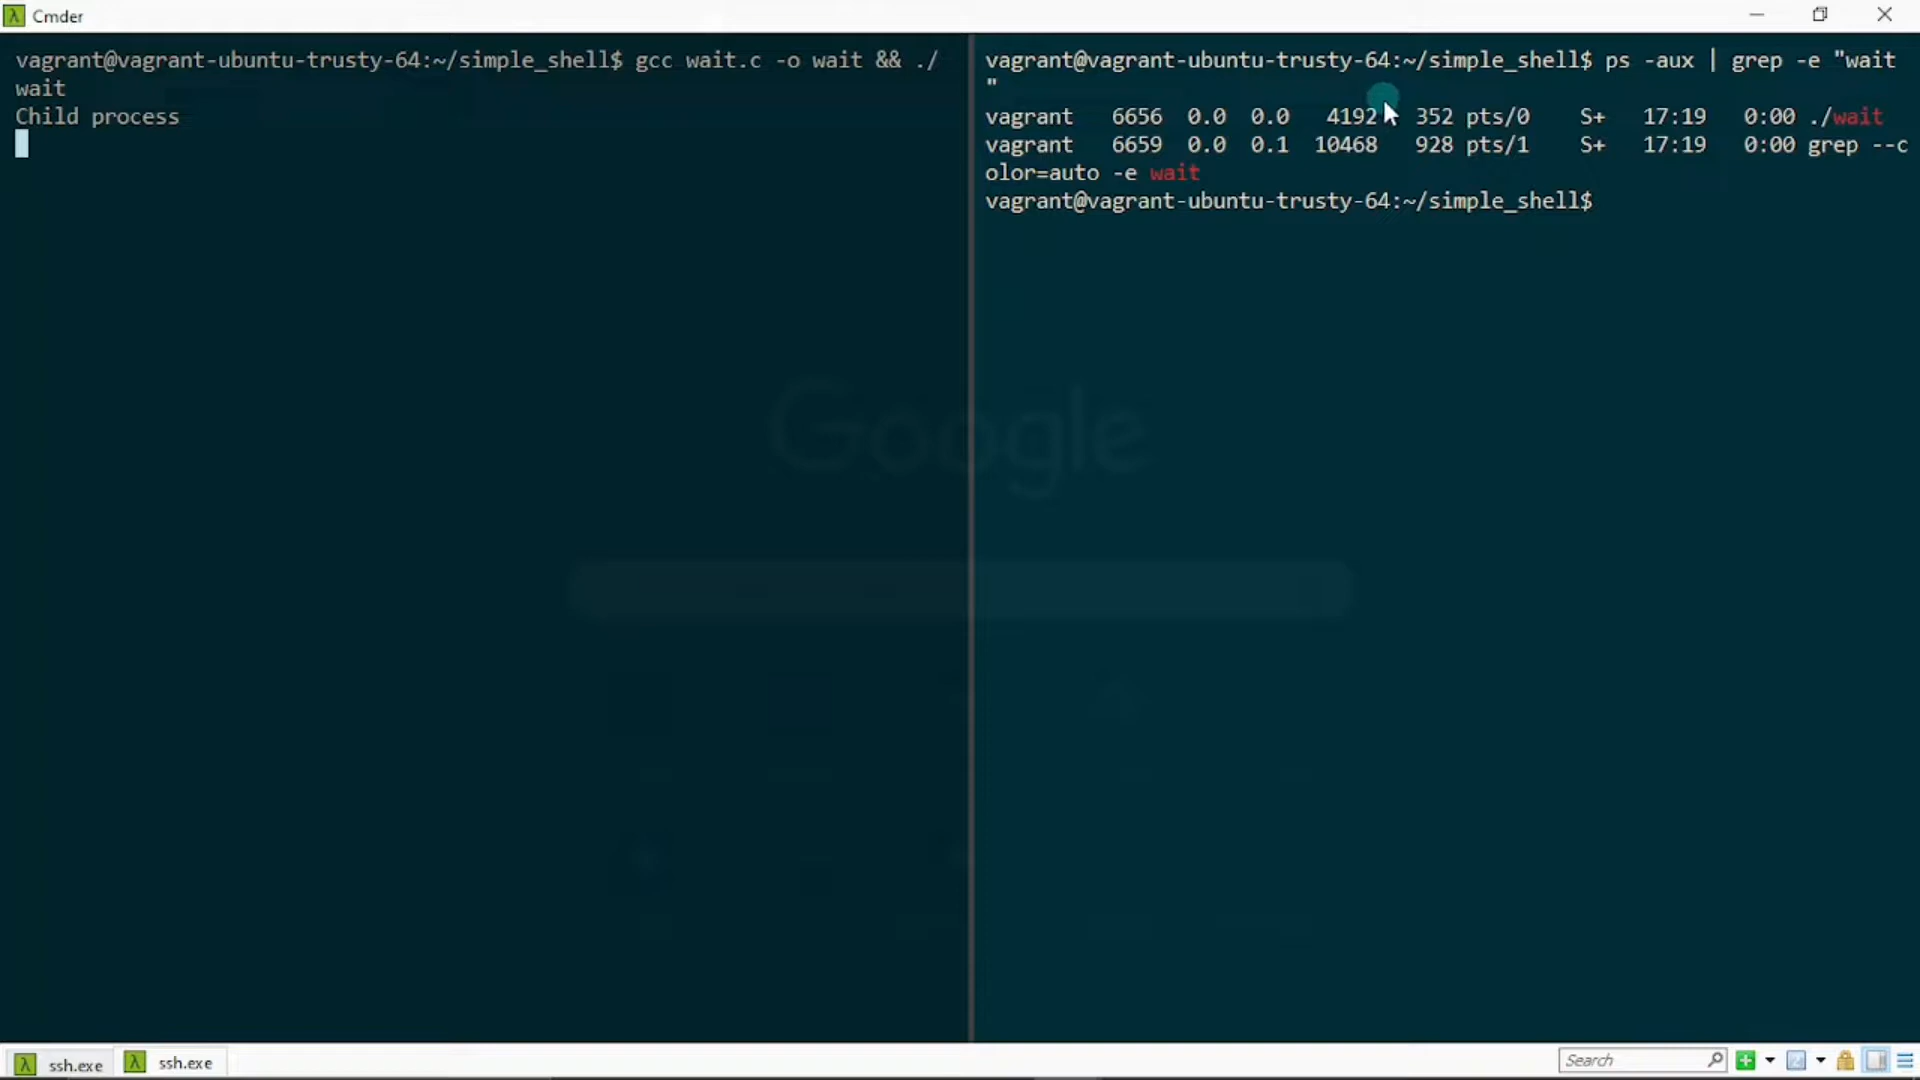 Cmder
vagrant@vagrant-ubuntu-trusty-64:~/simple_shell$ gcc wait.c -o wait && ./
wait
Child process
vagrant@vagrant-ubuntu-trusty-64:~/simple_shell$ ps -aux | grep -e "wait
"
vagrant 6656 0.0 0.0 4192 352 pts/0 S+ 17:19 0:00 ./wait
vagrant 6659 0.0 0.1 10468 928 pts/1 S+ 17:19 0:00 grep --c
olor=auto -e wait
vagrant@vagrant-ubuntu-trusty-64:~/simple_shell$
Google
ssh.exe
ssh.exe
Search